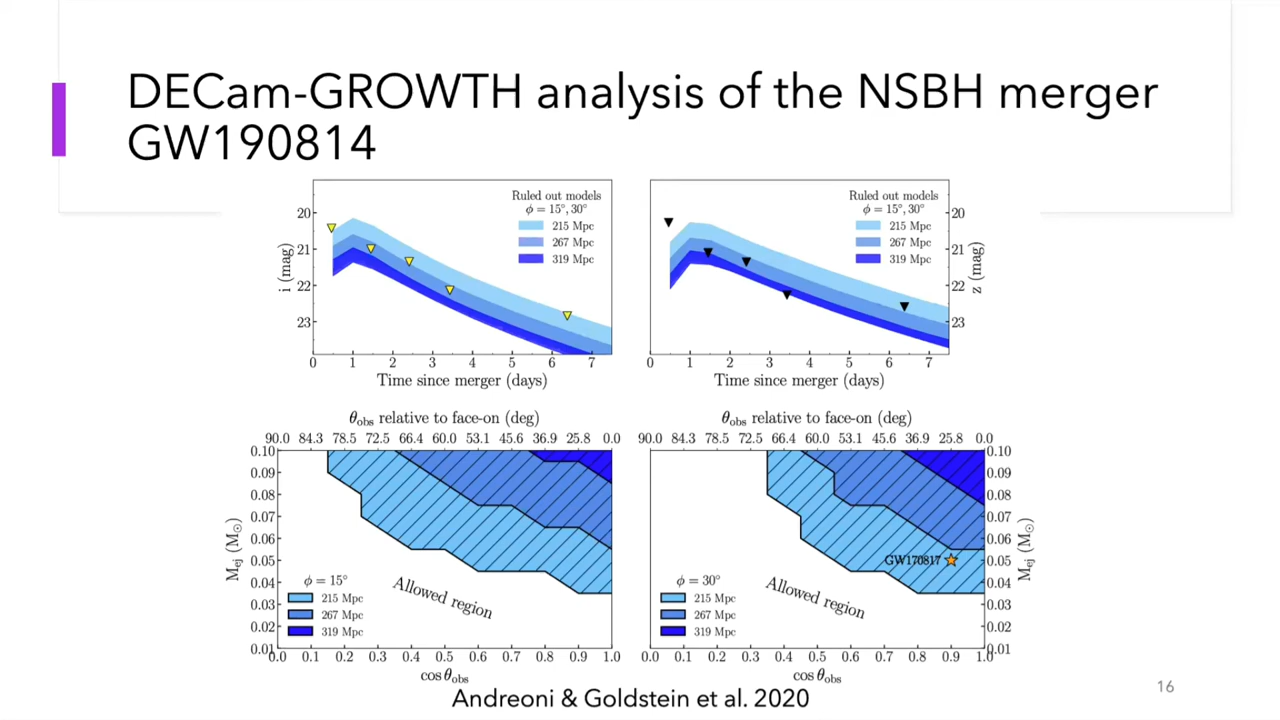 DECam-GROWTH analysis of the NSBH merger
GW190814
Ruled out models
ϕ = 15°, 30°
215 Mpc
267 Mpc
319 Mpc
20
21
22
23
i (mag)
0 1 2 3 4 5 6 7
Time since merger (days)
Ruled out models
ϕ = 15°, 30°
215 Mpc
267 Mpc
319 Mpc
20
21
22
23
z (mag)
0 1 2 3 4 5 6 7
Time since merger (days)
θobs relative to face-on (deg)
90.0 84.3 78.5 72.5 66.4 60.0 53.1 45.6 36.9 25.8 0.0
0.10
0.09
0.08
0.07
0.06
0.05
0.04
0.03
0.02
0.01
Mej (M⊙)
Allowed region
ϕ = 15°
215 Mpc
267 Mpc
319 Mpc
0.0 0.1 0.2 0.3 0.4 0.5 0.6 0.7 0.8 0.9 1.0
cos θobs
θobs relative to face-on (deg)
90.0 84.3 78.5 72.5 66.4 60.0 53.1 45.6 36.9 25.8 0.0
0.10
0.09
0.08
0.07
0.06
0.05
0.04
0.03
0.02
0.01
Mej (M⊙)
GW170817
Allowed region
ϕ = 30°
215 Mpc
267 Mpc
319 Mpc
0.0 0.1 0.2 0.3 0.4 0.5 0.6 0.7 0.8 0.9 1.0
cos θobs
Andreoni & Goldstein et al. 2020
16